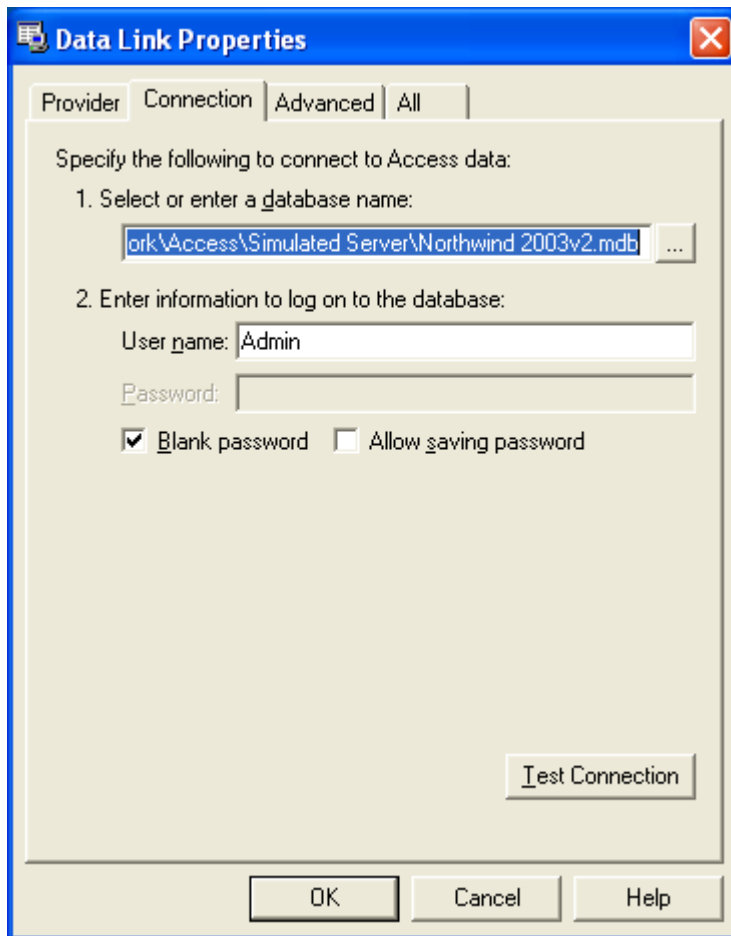 Data Link Properties
Provider Connection Advanced All
Specify the following to connect to Access data:
1. Select or enter a database name:
ork\Access\Simulated Server\Northwind 2003v2.mdb ...
2. Enter information to log on to the database:
User name: Admin
Password:
Blank password Allow saving password
Test Connection
OK Cancel Help